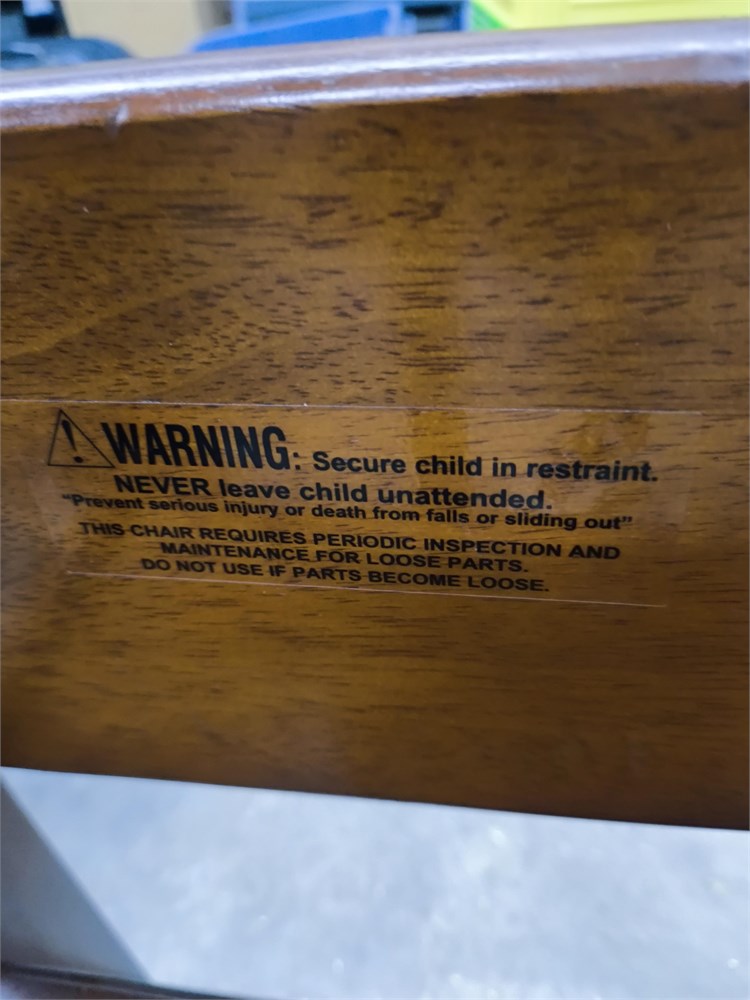 WARNING: Secure child in restraint.
NEVER leave child unattended.
"Prevent serious injury or death from falls or sliding out"
THIS CHAIR REQUIRES PERIODIC INSPECTION AND
MAINTENANCE FOR LOOSE PARTS.
DO NOT USE IF PARTS BECOME LOOSE.